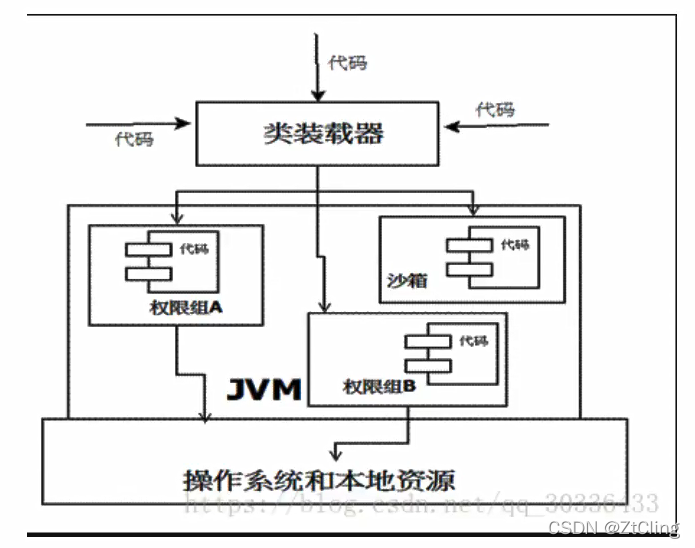 代码
代码
代码
类装载器
代码
权限组A
代码
沙箱
代码
权限组B
JVM
操作系统和本地资源
https://blog.csdn.net/qq_30336433
CSDN @ZtCling